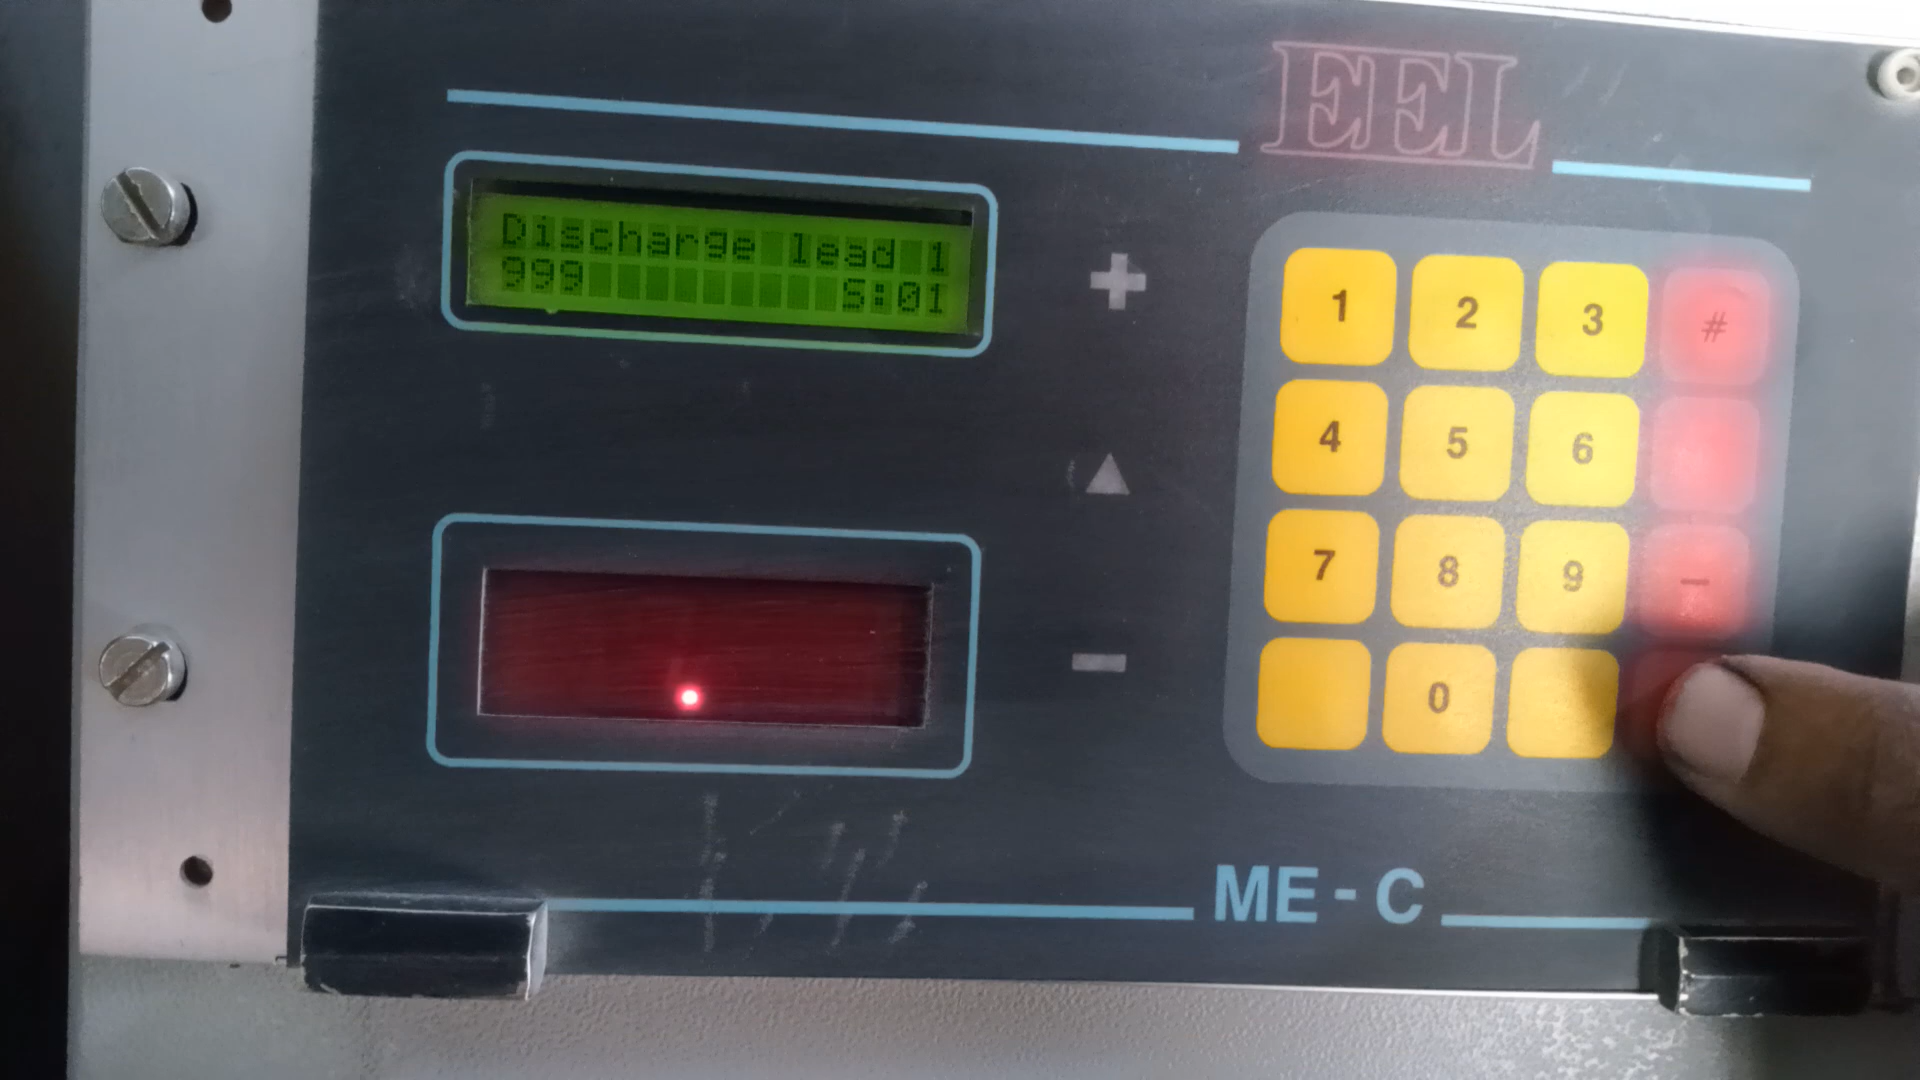 EEL
Discharge lead 1
999 5:01
+
1 2 3 #
4 5 6
7 8 9 –
0
–
ME - C